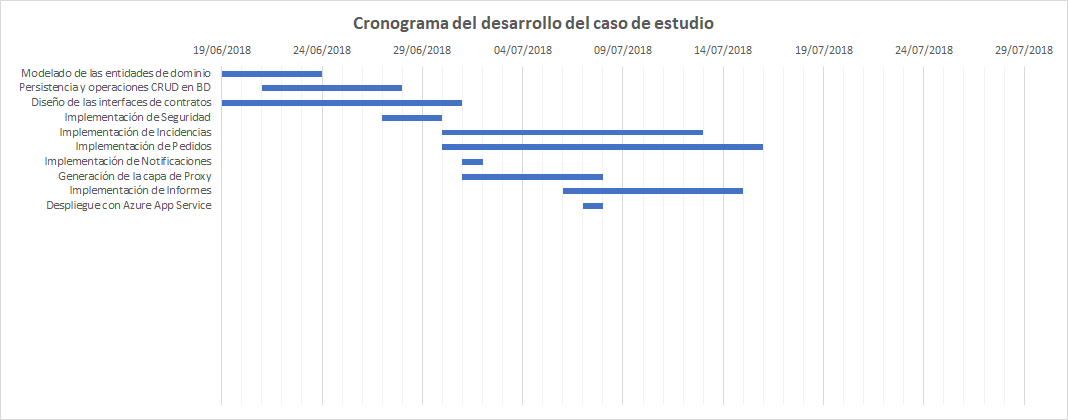 Cronograma del desarrollo del caso de estudio
19/06/2018 24/06/2018 29/06/2018 04/07/2018 09/07/2018 14/07/2018 19/07/2018 24/07/2018 29/07/2018
Modelado de las entidades de dominio
Persistencia y operaciones CRUD en BD
Diseño de las interfaces de contratos
Implementación de Seguridad
Implementación de Incidencias
Implementación de Pedidos
Implementación de Notificaciones
Generación de la capa de Proxy
Implementación de Informes
Despliegue con Azure App Service